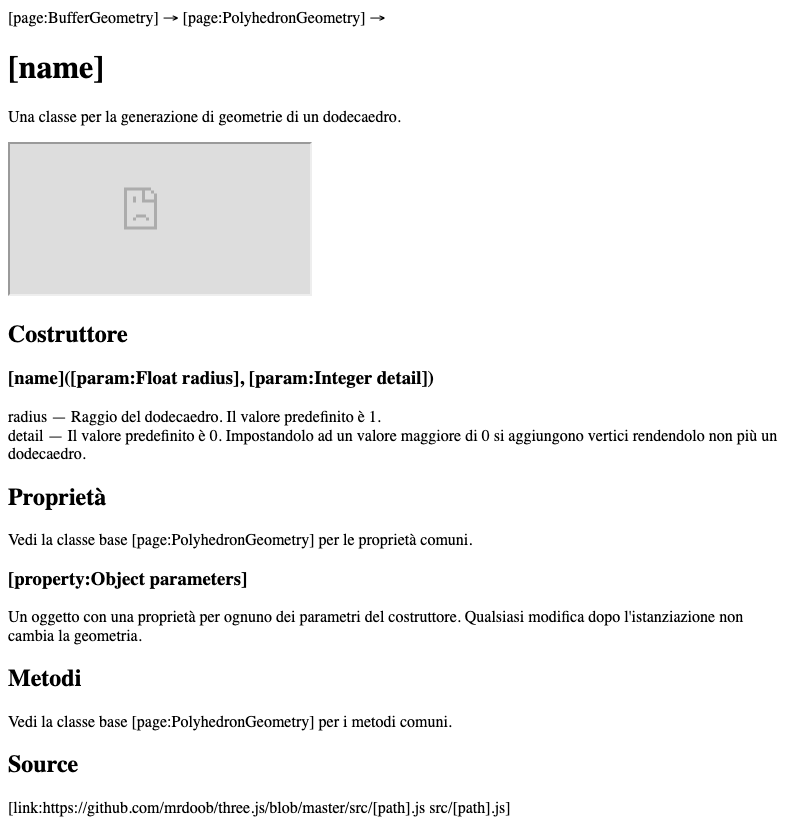 [page:BufferGeometry] → [page:PolyhedronGeometry] →
[name]
Una classe per la generazione di geometrie di un dodecaedro.
Costruttore
[name]([param:Float radius], [param:Integer detail])
radius — Raggio del dodecaedro. Il valore predefinito è 1.
detail — Il valore predefinito è 0. Impostandolo ad un valore maggiore di 0 si aggiungono vertici rendendolo non più un
dodecaedro.
Proprietà
Vedi la classe base [page:PolyhedronGeometry] per le proprietà comuni.
[property:Object parameters]
Un oggetto con una proprietà per ognuno dei parametri del costruttore. Qualsiasi modifica dopo l'istanziazione non
cambia la geometria.
Metodi
Vedi la classe base [page:PolyhedronGeometry] per i metodi comuni.
Source
[link:https://github.com/mrdoob/three.js/blob/master/src/[path].js src/[path].js]